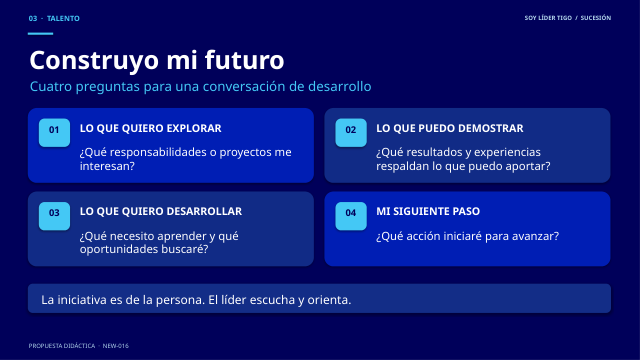 03 · TALENTO
SOY LÍDER TIGO / SUCESIÓN
Construyo mi futuro
Cuatro preguntas para una conversación de desarrollo
01
LO QUE QUIERO EXPLORAR
¿Qué responsabilidades o proyectos me
interesan?
02
LO QUE PUEDO DEMOSTRAR
¿Qué resultados y experiencias
respaldan lo que puedo aportar?
03
LO QUE QUIERO DESARROLLAR
¿Qué necesito aprender y qué
oportunidades buscaré?
04
MI SIGUIENTE PASO
¿Qué acción iniciaré para avanzar?
La iniciativa es de la persona. El líder escucha y orienta.
PROPUESTA DIDÁCTICA · NEW-016